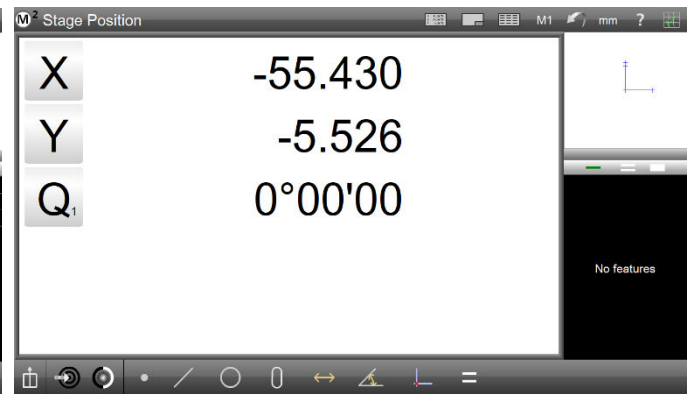 M² Stage Position M1 mm ?
X -55.430
Y -5.526
Q1 0°00'00
No features